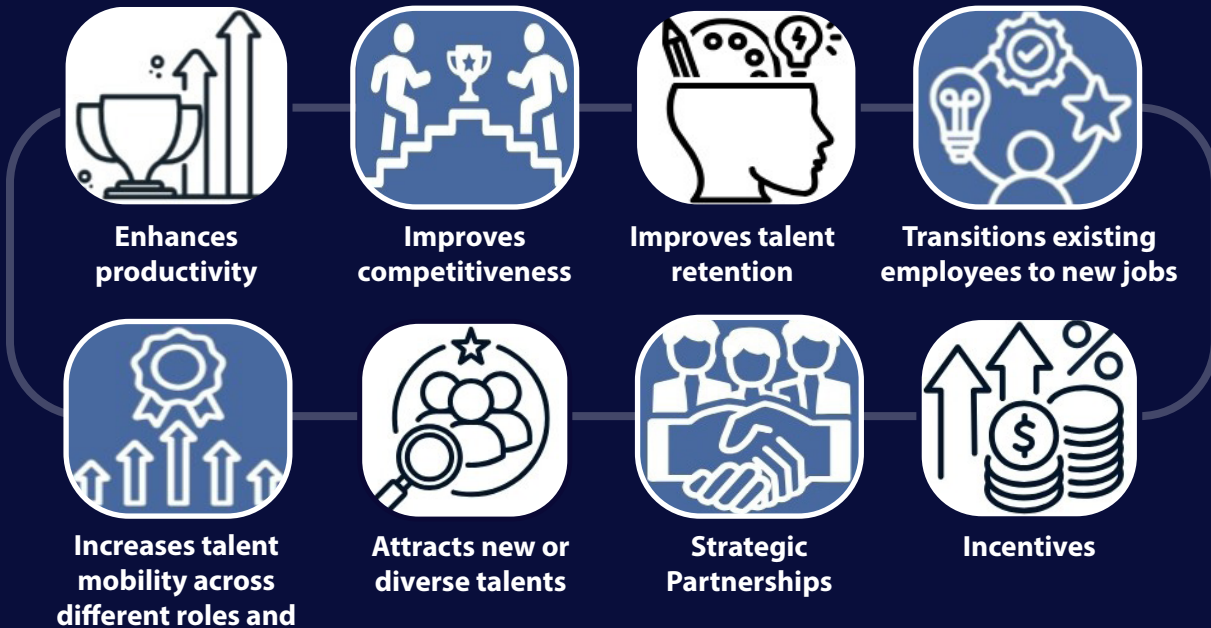 Enhances
productivity
Improves
competitiveness
Improves talent
retention
Transitions existing
employees to new jobs
Increases talent
mobility across
different roles and
Attracts new or
diverse talents
Strategic
Partnerships
Incentives